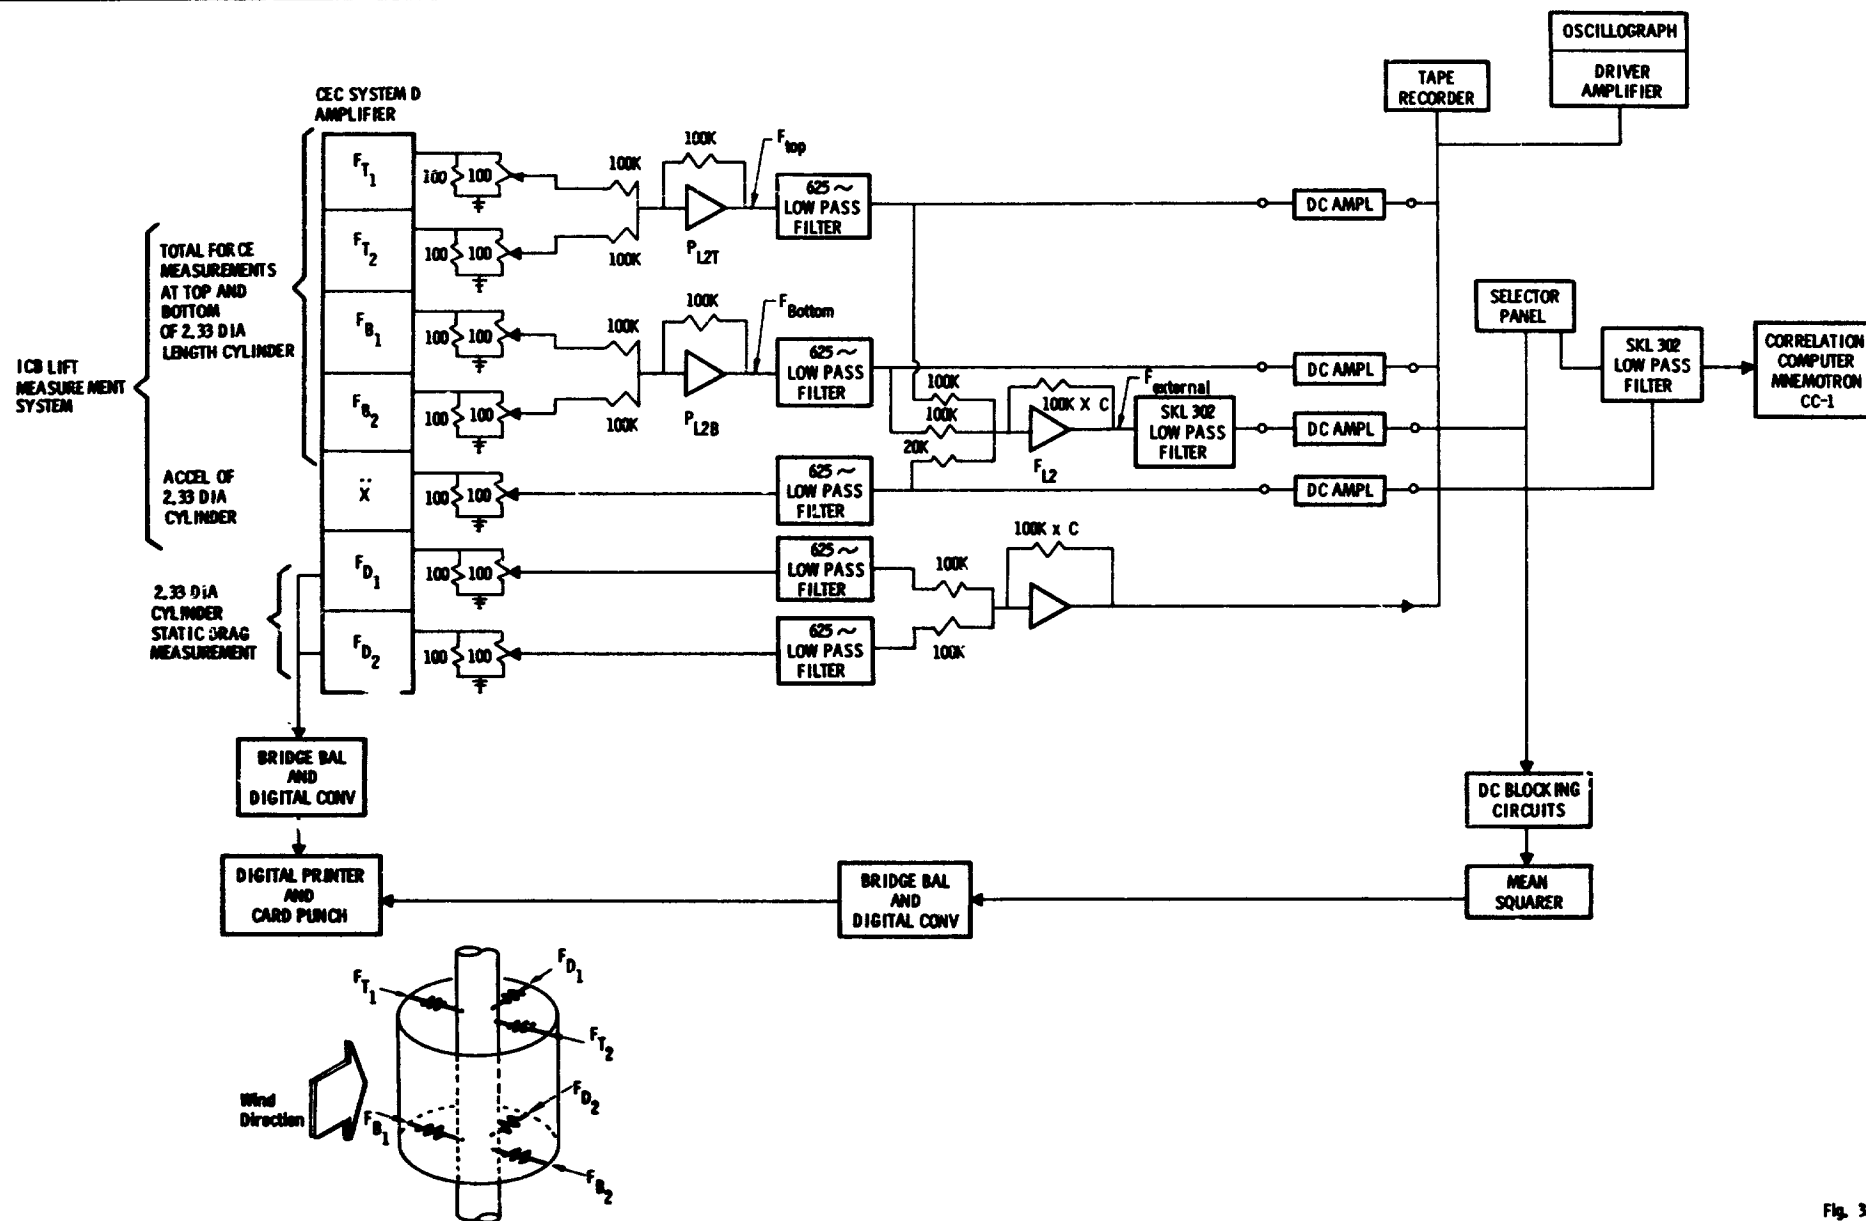 OSCILLOGRAPH
DRIVER
AMPLIFIER
TAPE
RECORDER
CEC SYSTEM D
AMPLIFIER
F T1
100
100
100K
100K
F top
625 ~
LOW PASS
FILTER
DC AMPL
F T2
100
100
100K
P L2T
TOTAL FORCE
MEASUREMENTS
AT TOP AND
BOTTOM
OF 2.33 DIA
LENGTH CYLINDER
F B1
100
100
100K
100K
F Bottom
625 ~
LOW PASS
FILTER
DC AMPL
SELECTOR
PANEL
SKL 302
LOW PASS
FILTER
CORRELATION
COMPUTER
MNEMOTRON
CC-1
ICB LIFT
MEASUREMENT
SYSTEM
F B2
100
100
100K
P L2B
100K
100K
20K
100K X C
F L2
F external
SKL 302
LOW PASS
FILTER
DC AMPL
ACCEL OF
2.33 DIA
CYLINDER
Ẍ
100
100
625 ~
LOW PASS
FILTER
DC AMPL
2.33 DIA
CYLINDER
STATIC DRAG
MEASUREMENT
F D1
100
100
625 ~
LOW PASS
FILTER
100K
100K x C
F D2
100
100
625 ~
LOW PASS
FILTER
100K
BRIDGE BAL
AND
DIGITAL CONV
DC BLOCKING
CIRCUITS
DIGITAL PRINTER
AND
CARD PUNCH
BRIDGE BAL
AND
DIGITAL CONV
MEAN
SQUARER
F T1
F D1
F T2
F D2
Wind
Direction
F B1
F B2
Fig. 3